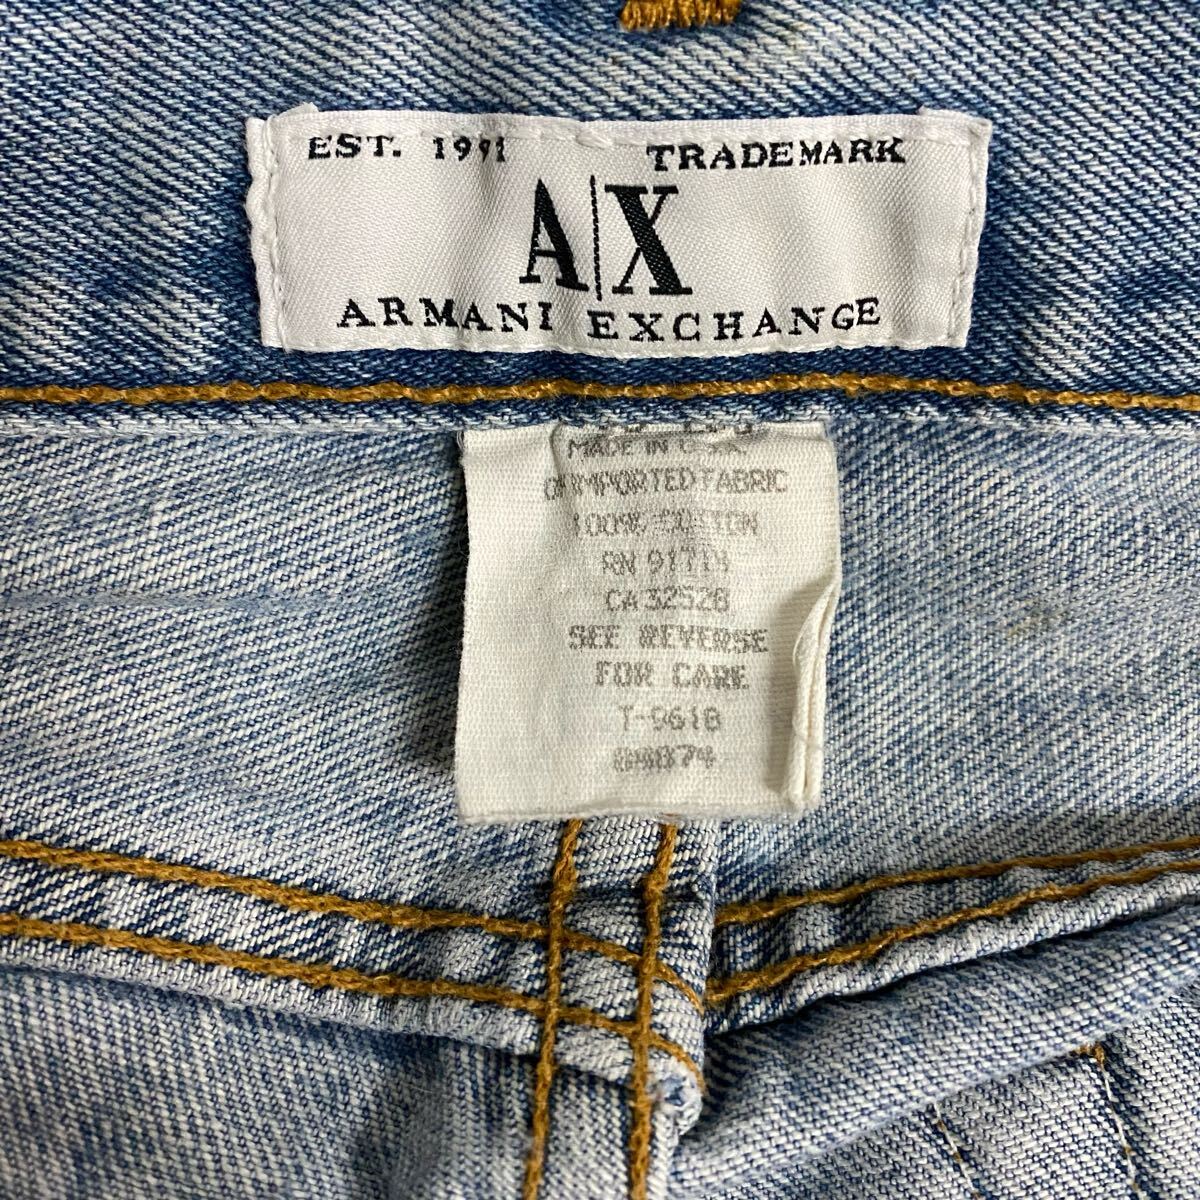 EST. 1991 TRADEMARK
A|X
ARMANI EXCHANGE
MADE IN U.S.A.
OF IMPORTED FABRIC
100% COTTON
RN
CA 32528
SEE REVERSE
FOR CARE
T-9618